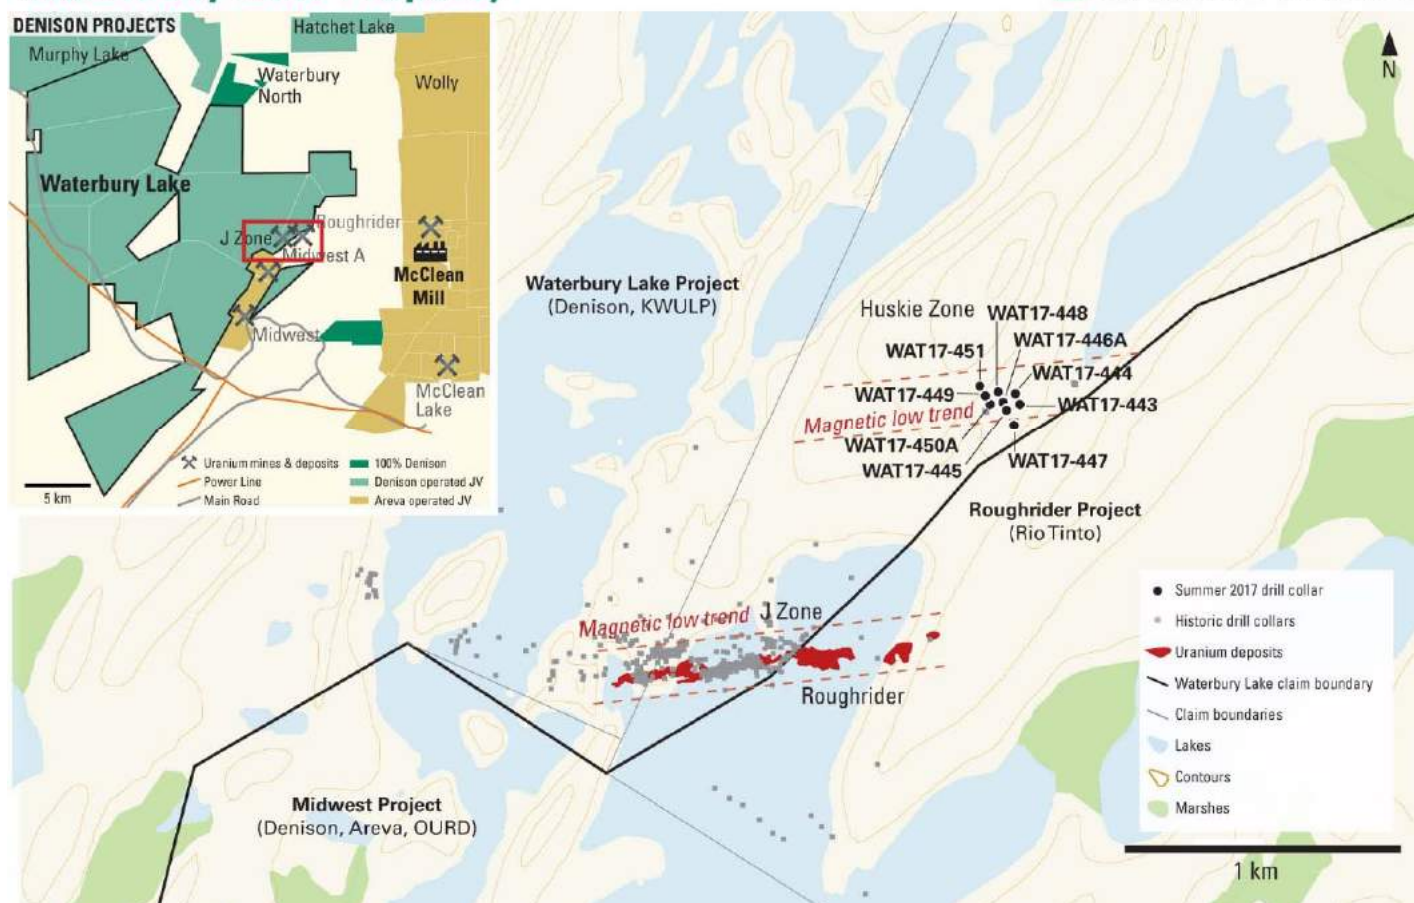 DENISON PROJECTS
Hatchet Lake
Murphy Lake
Waterbury
North
Wolly
Waterbury Lake
Roughrider
J Zone
Midwest A
McClean
Mill
Midwest
McClean
Lake
Uranium mines & deposits
100% Denison
Power Line
Denison operated JV
5 km
Main Road
Areva operated JV
N
Waterbury Lake Project
(Denison, KWULP)
Huskie Zone
WAT17-448
WAT17-446A
WAT17-451
WAT17-444
WAT17-449
WAT17-443
Magnetic low trend
WAT17-450A
WAT17-445
WAT17-447
Roughrider Project
(Rio Tinto)
Magnetic low trend
J Zone
Roughrider
Midwest Project
(Denison, Areva, OURD)
Summer 2017 drill collar
Historic drill collars
Uranium deposits
Waterbury Lake claim boundary
Claim boundaries
Lakes
Contours
Marshes
1 km